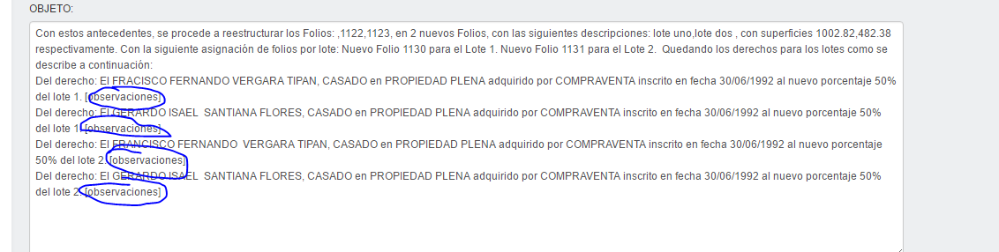 OBJETO:
Con estos antecedentes, se procede a reestructurar los Folios: ,1122,1123, en 2 nuevos Folios, con las siguientes descripciones: lote uno,lote dos , con superficies 1002.82,482.38
respectivamente. Con la siguiente asignación de folios por lote: Nuevo Folio 1130 para el Lote 1. Nuevo Folio 1131 para el Lote 2.  Quedando los derechos para los lotes como se
describe a continuación:
Del derecho: El FRACISCO FERNANDO VERGARA TIPAN, CASADO en PROPIEDAD PLENA adquirido por COMPRAVENTA inscrito en fecha 30/06/1992 al nuevo porcentaje 50%
del lote 1. [observaciones]
Del derecho: El GERARDO ISAEL  SANTIANA FLORES, CASADO en PROPIEDAD PLENA adquirido por COMPRAVENTA inscrito en fecha 30/06/1992 al nuevo porcentaje 50%
del lote 1. [observaciones]
Del derecho: El FRANCISCO FERNANDO  VERGARA TIPAN, CASADO en PROPIEDAD PLENA adquirido por COMPRAVENTA inscrito en fecha 30/06/1992 al nuevo porcentaje
50% del lote 2. [observaciones]
Del derecho: El GERARDO ISAEL  SANTIANA FLORES, CASADO en PROPIEDAD PLENA adquirido por COMPRAVENTA inscrito en fecha 30/06/1992 al nuevo porcentaje 50%
del lote 2. [observaciones]